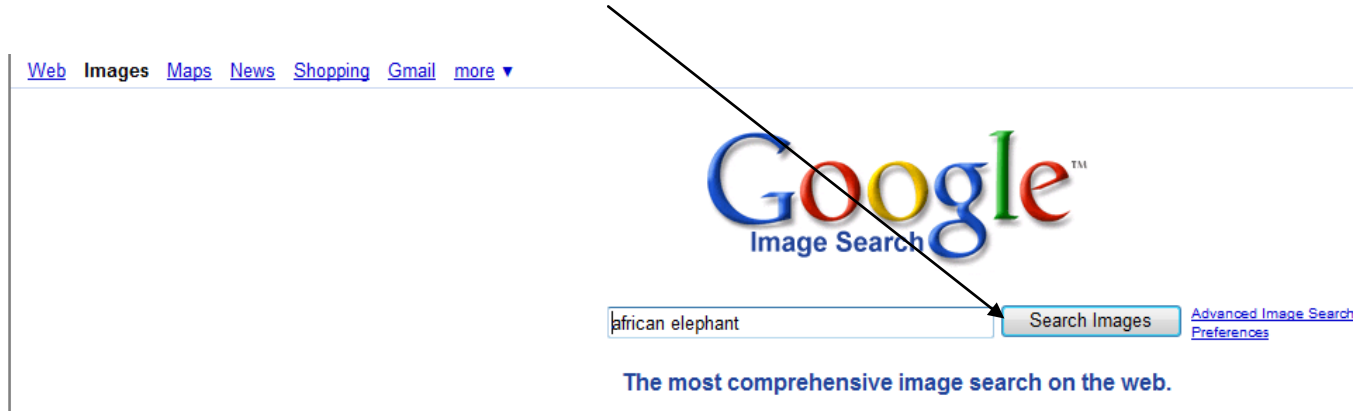 Web Images Maps News Shopping Gmail more ▼
Google™
Image Search
african elephant Search Images Advanced Image Search
Preferences
The most comprehensive image search on the web.